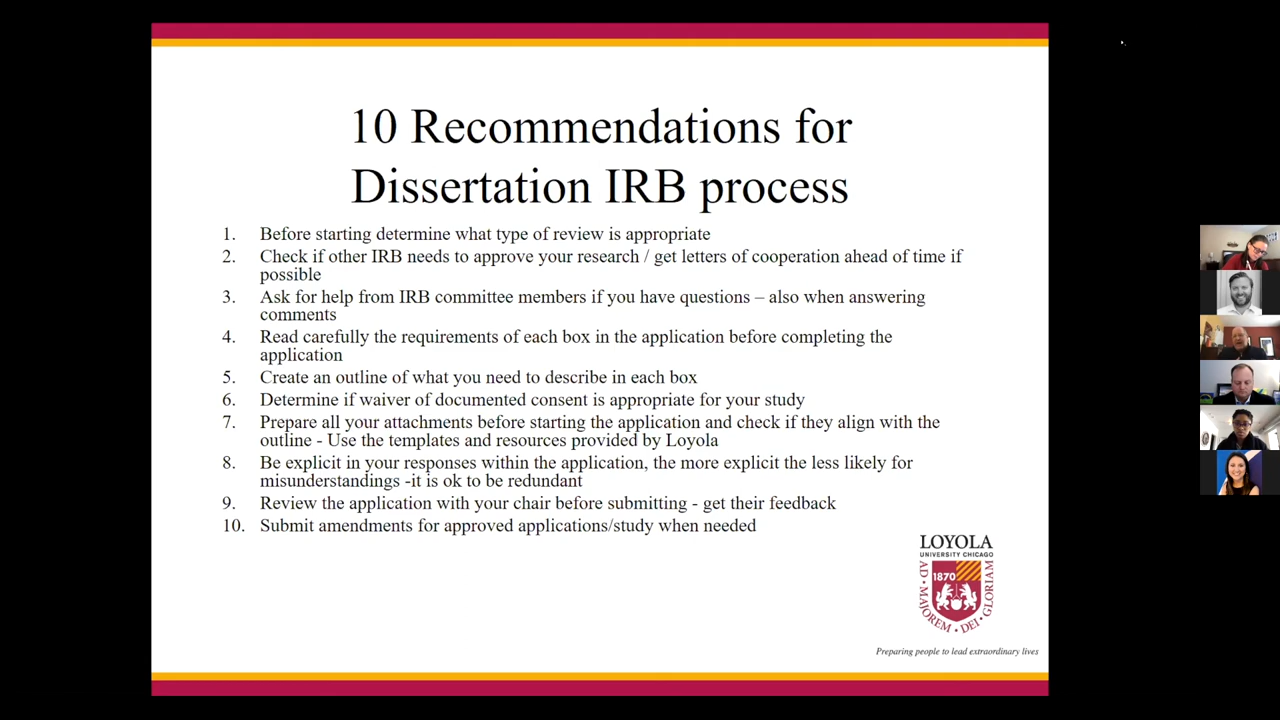 10 Recommendations for
Dissertation IRB process
1. Before starting determine what type of review is appropriate
2. Check if other IRB needs to approve your research / get letters of cooperation ahead of time if
possible
3. Ask for help from IRB committee members if you have questions – also when answering
comments
4. Read carefully the requirements of each box in the application before completing the
application
5. Create an outline of what you need to describe in each box
6. Determine if waiver of documented consent is appropriate for your study
7. Prepare all your attachments before starting the application and check if they align with the
outline - Use the templates and resources provided by Loyola
8. Be explicit in your responses within the application, the more explicit the less likely for
misunderstandings -it is ok to be redundant
9. Review the application with your chair before submitting - get their feedback
10. Submit amendments for approved applications/study when needed
LOYOLA
UNIVERSITY CHICAGO
1870
AD • MAJOREM • DEI • GLORIAM
Preparing people to lead extraordinary lives